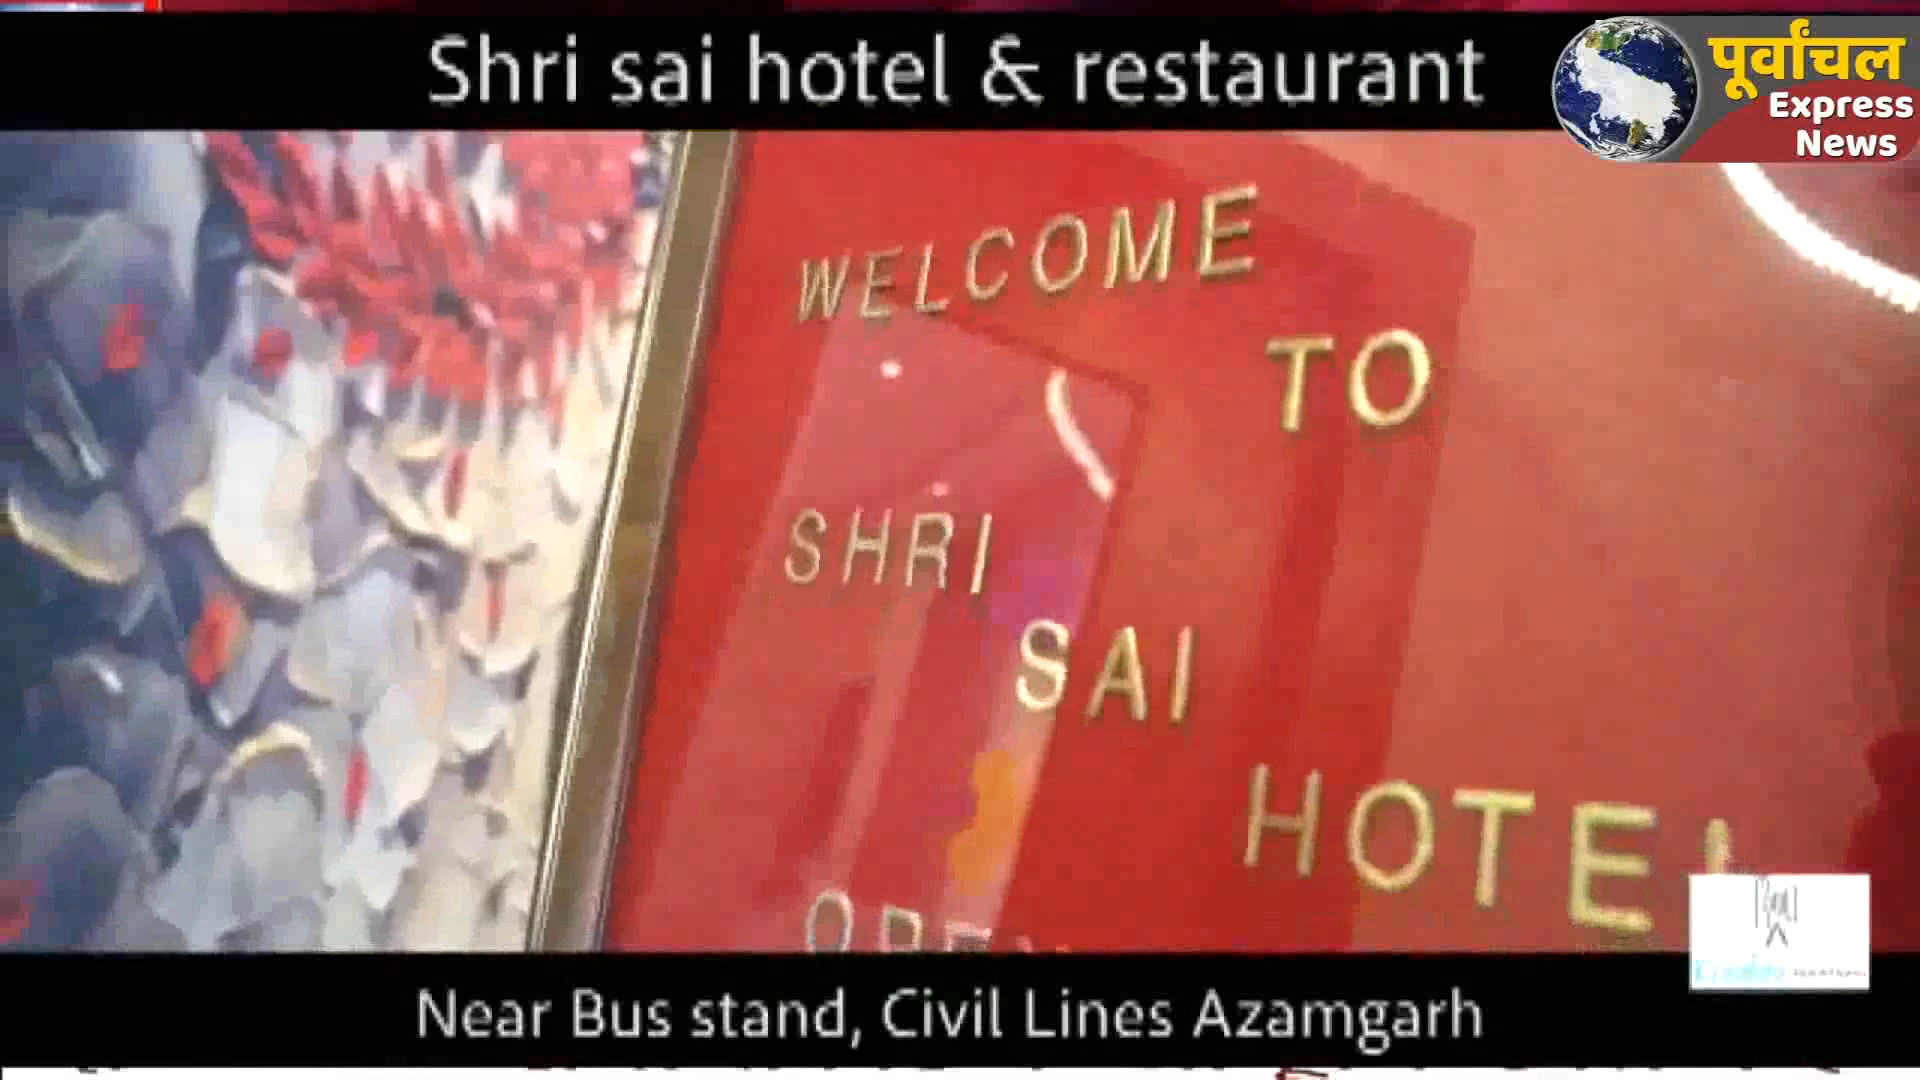 Shri sai hotel & restaurant
पूर्वांचल
Express
News
WELCOME
TO
SHRI
SAI
HOTEL
Near Bus stand, Civil Lines Azamgarh